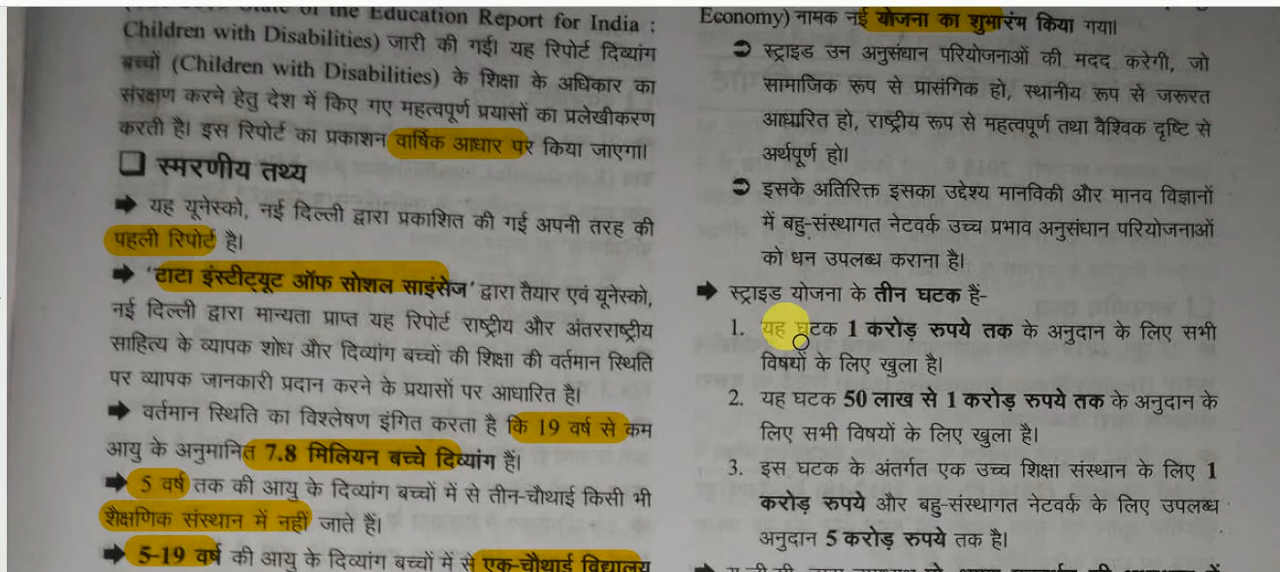 of the Education Report for India :
Children with Disabilities) जारी की गई। यह रिपोर्ट दिव्यांग
बच्चों (Children with Disabilities) के शिक्षा के अधिकार का
संरक्षण करने हेतु देश में किए गए महत्वपूर्ण प्रयासों का प्रलेखीकरण
करती है। इस रिपोर्ट का प्रकाशन वार्षिक आधार पर किया जाएगा।
❑ स्मरणीय तथ्य
➡ यह यूनेस्को, नई दिल्ली द्वारा प्रकाशित की गई अपनी तरह की
पहली रिपोर्ट है।
➡ 'टाटा इंस्टीट्यूट ऑफ सोशल साइंसेज' द्वारा तैयार एवं यूनेस्को,
नई दिल्ली द्वारा मान्यता प्राप्त यह रिपोर्ट राष्ट्रीय और अंतरराष्ट्रीय
साहित्य के व्यापक शोध और दिव्यांग बच्चों की शिक्षा की वर्तमान स्थिति
पर व्यापक जानकारी प्रदान करने के प्रयासों पर आधारित है।
➡ वर्तमान स्थिति का विश्लेषण इंगित करता है कि 19 वर्ष से कम
आयु के अनुमानित 7.8 मिलियन बच्चे दिव्यांग हैं।
➡ 5 वर्ष तक की आयु के दिव्यांग बच्चों में से तीन-चौथाई किसी भी
शैक्षणिक संस्थान में नहीं जाते हैं।
➡ 5-19 वर्ष की आयु के दिव्यांग बच्चों में से एक-चौथाई विद्यालय
Economy) नामक नई योजना का शुभारंम किया गया।
➲ स्ट्राइड उन अनुसंधान परियोजनाओं की मदद करेगी, जो
सामाजिक रूप से प्रासंगिक हो, स्थानीय रूप से जरूरत
आधारित हो, राष्ट्रीय रूप से महत्वपूर्ण तथा वैश्विक दृष्टि से
अर्थपूर्ण हो।
➲ इसके अतिरिक्त इसका उद्देश्य मानविकी और मानव विज्ञानों
में बहु-संस्थागत नेटवर्क उच्च प्रभाव अनुसंधान परियोजनाओं
को धन उपलब्ध कराना है।
➡ स्ट्राइड योजना के तीन घटक हैं-
1. यह घटक 1 करोड़ रुपये तक के अनुदान के लिए सभी
विषयों के लिए खुला है।
2. यह घटक 50 लाख से 1 करोड़ रुपये तक के अनुदान के
लिए सभी विषयों के लिए खुला है।
3. इस घटक के अंतर्गत एक उच्च शिक्षा संस्थान के लिए 1
करोड़ रुपये और बहु-संस्थागत नेटवर्क के लिए उपलब्ध
अनुदान 5 करोड़ रुपये तक है।